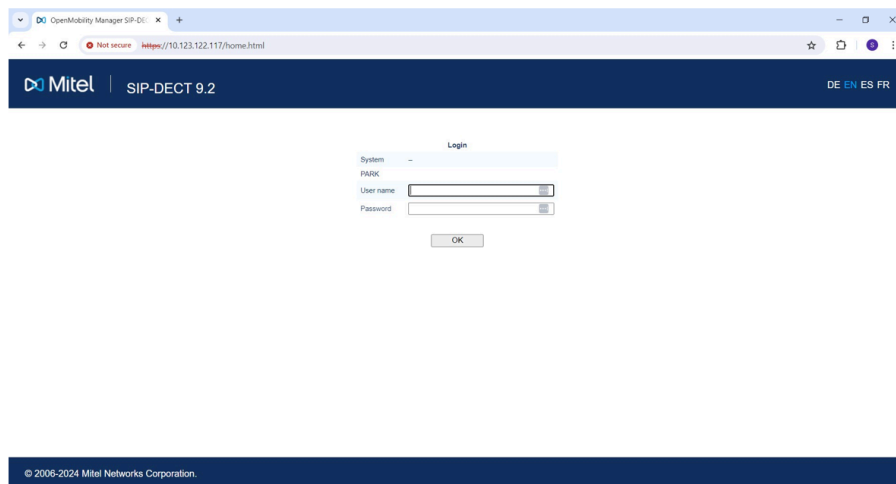 OpenMobility Manager SIP-DE
Not secure https://10.123.122.117/home.html
S
Mitel SIP-DECT 9.2
DE EN ES FR
Login
System –
PARK
User name
Password
OK
© 2006-2024 Mitel Networks Corporation.